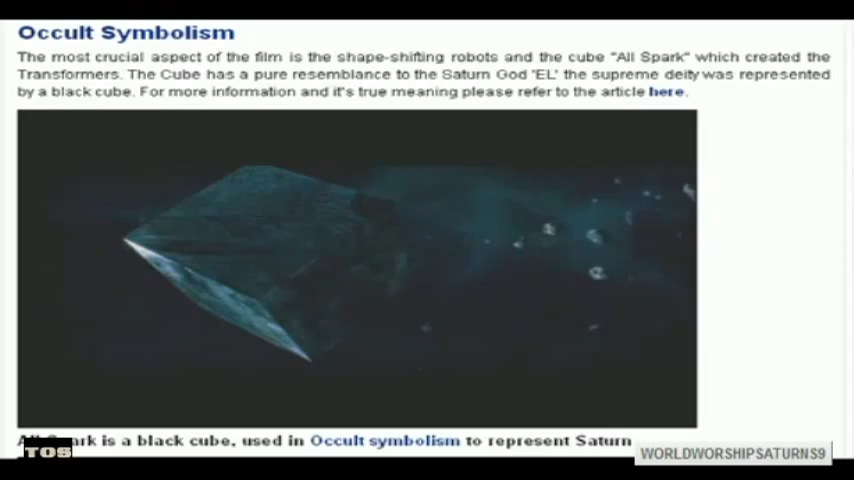 Occult Symbolism
The most crucial aspect of the film is the shape-shifting robots and the cube "All Spark" which created the
Transformers. The Cube has a pure resemblance to the Saturn God 'EL' the supreme deity was represented
by a black cube. For more information and it's true meaning please refer to the article here.
All Spark is a black cube, used in Occult symbolism to represent Saturn
TOS
WORLDWORSHIPSATURNS9